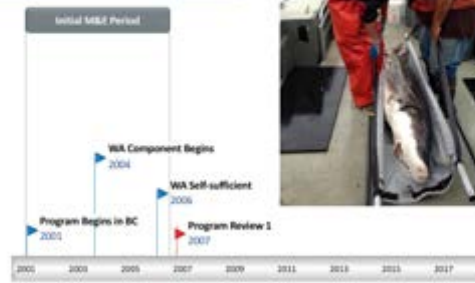 Initial M&E Period
WA Component Begins
2004
WA Self-sufficient
2006
Program Begins in BC
2001
Program Review 1
2007
2001 2003 2005 2007 2009 2011 2013 2015 2017